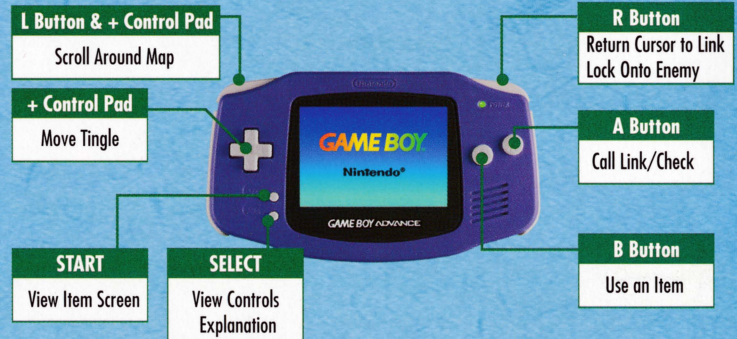 L Button & + Control Pad
Scroll Around Map
+ Control Pad
Move Tingle
START
View Item Screen
SELECT
View Controls
Explanation
Nintendo
POWER
GAME BOY
Nintendo®
GAME BOY ADVANCE
R Button
Return Cursor to Link
Lock Onto Enemy
A Button
Call Link/Check
B Button
Use an Item